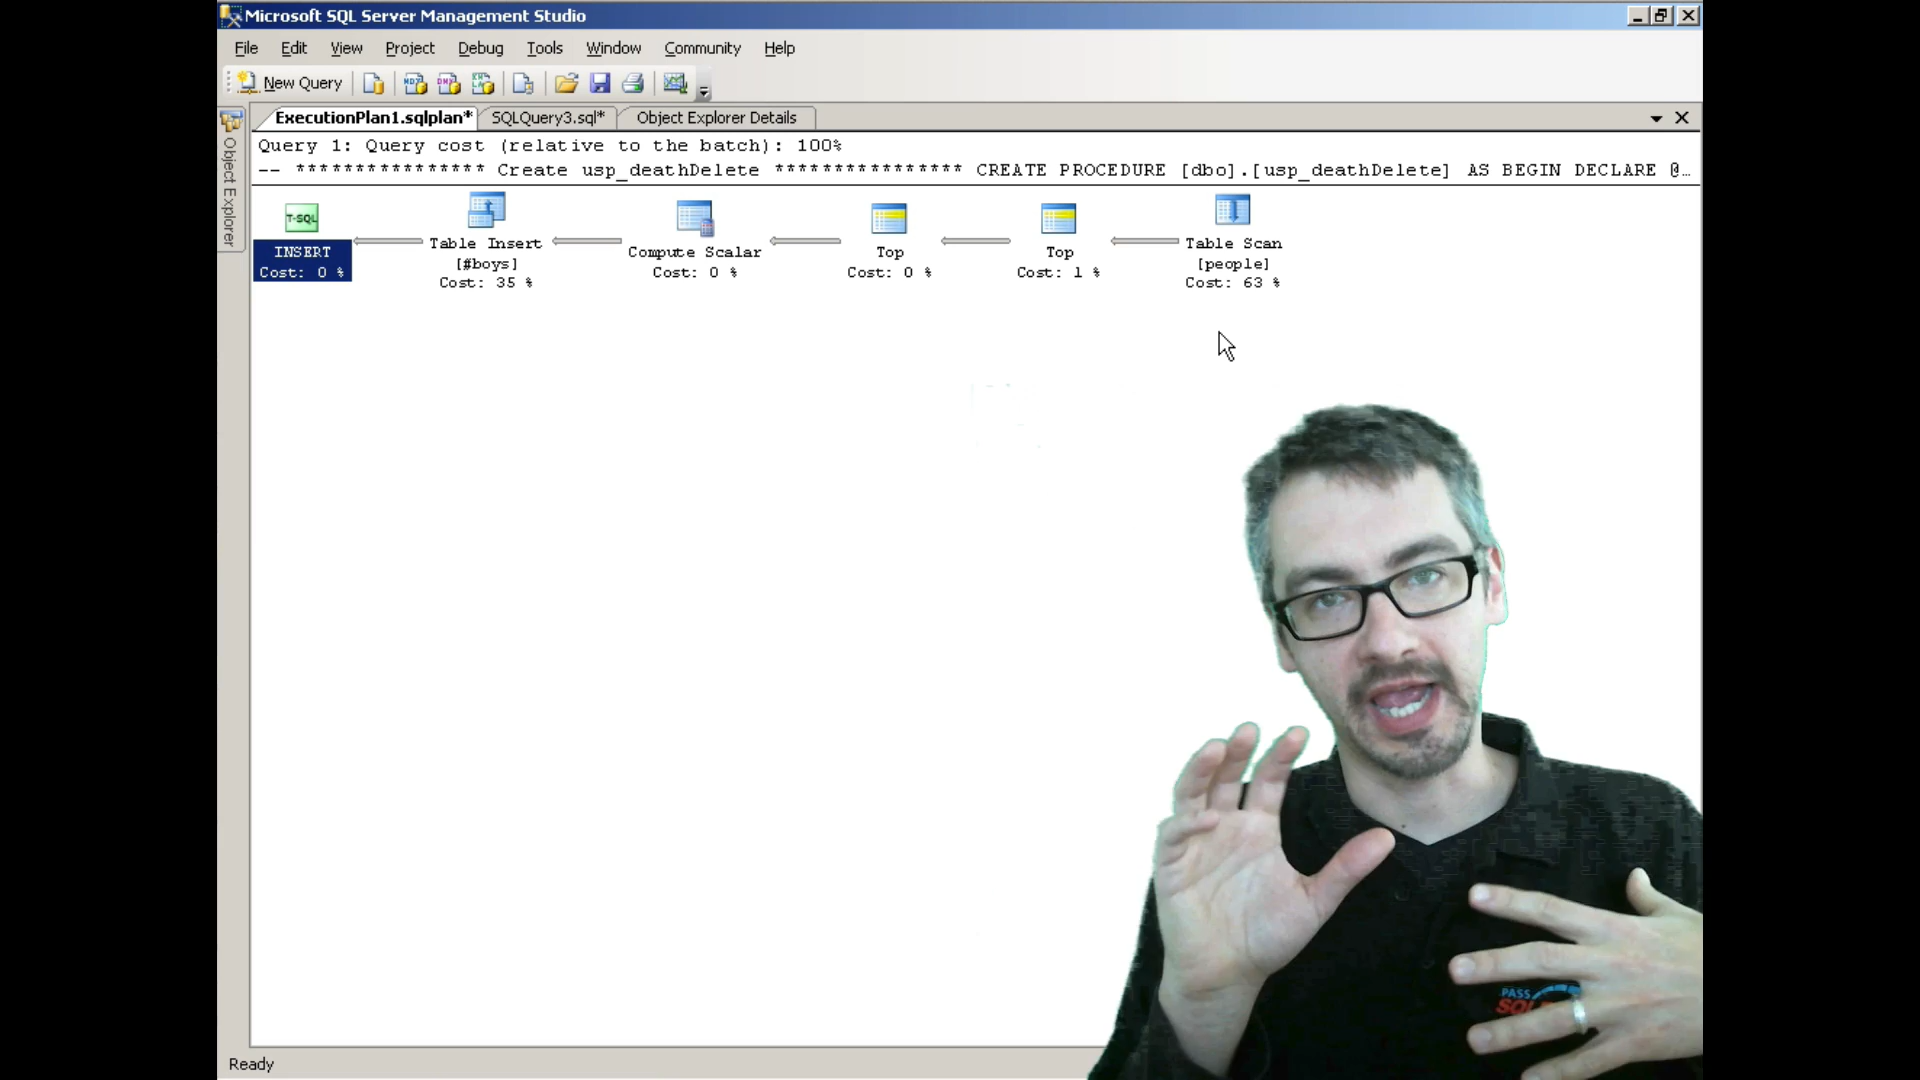 Microsoft SQL Server Management Studio
File Edit View Project Debug Tools Window Community Help
New Query
ExecutionPlan1.sqlplan* SQLQuery3.sql* Object Explorer Details
Object Explorer
Query 1: Query cost (relative to the batch): 100%
-- **************** Create usp_deathDelete **************** CREATE PROCEDURE [dbo].[usp_deathDelete] AS BEGIN DECLARE @…
T-SQL
INSERT
Cost: 0 %
Table Insert
[#boys]
Cost: 35 %
Compute Scalar
Cost: 0 %
Top
Cost: 0 %
Top
Cost: 1 %
Table Scan
[people]
Cost: 63 %
PASS
Ready